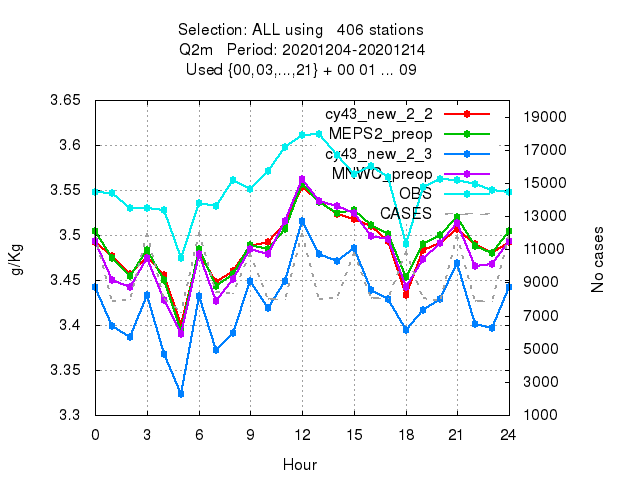 Selection: ALL using 406 stations
Q2m Period: 20201204-20201214
Used {00,03,...,21} + 00 01 ... 09
3.65
3.6
3.55
3.5
3.45
3.4
3.35
3.3
g/Kg
cy43_new_2_2
MEPS2_preop
cy43_new_2_3
MNWC_preop
OBS
CASES
19000
17000
15000
13000
11000
9000
7000
5000
3000
1000
No cases
0 3 6 9 12 15 18 21 24
Hour